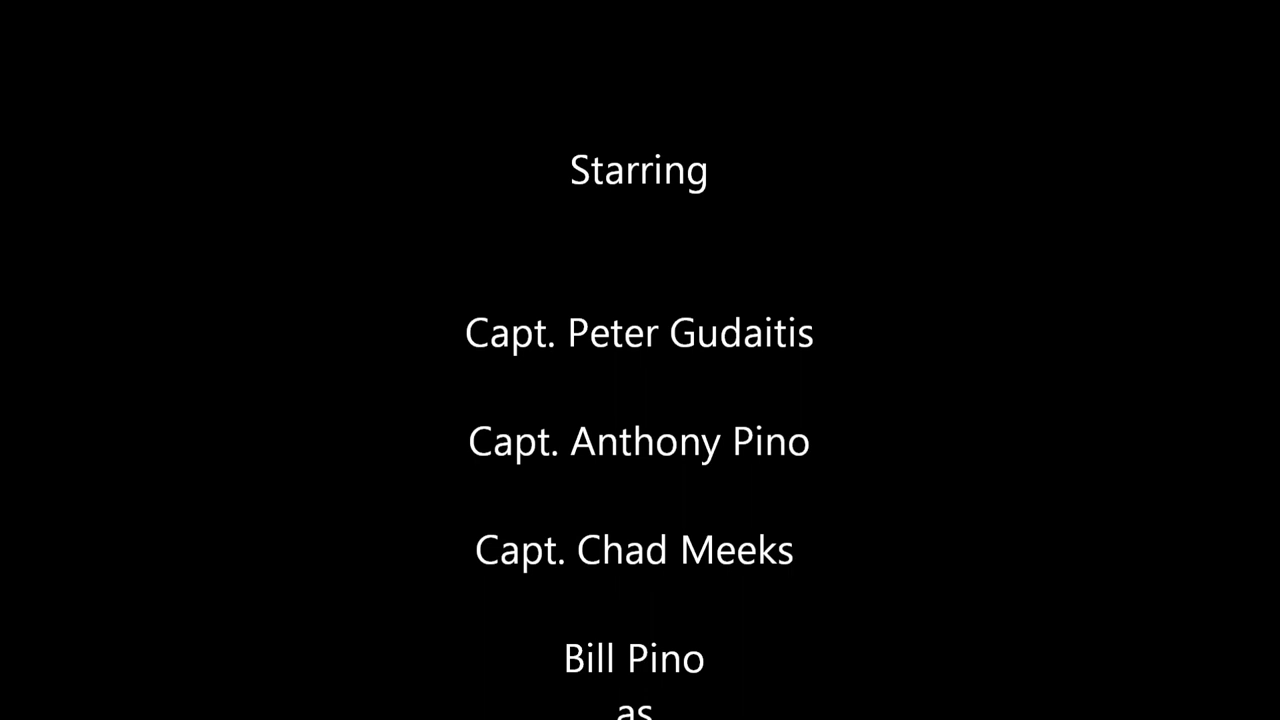 Starring
Capt. Peter Gudaitis
Capt. Anthony Pino
Capt. Chad Meeks
Bill Pino
as